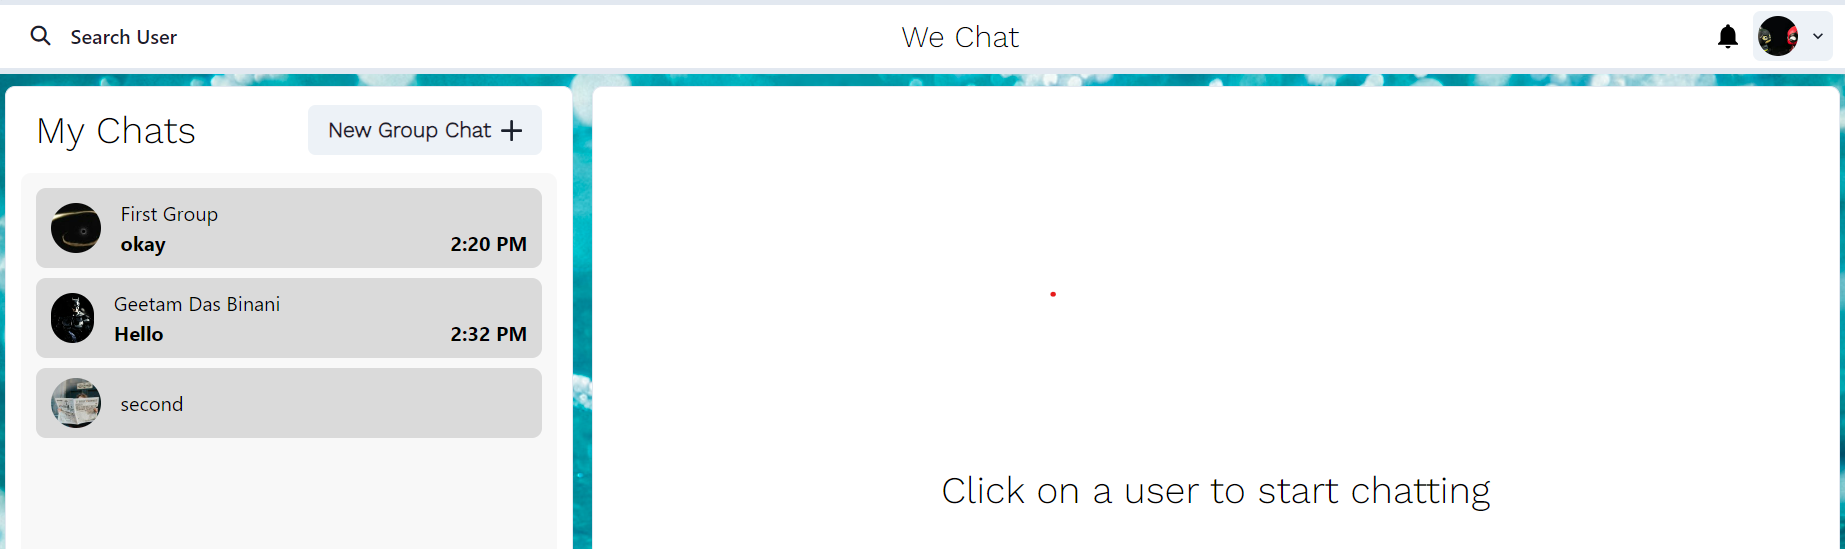 Search User
We Chat
My Chats
New Group Chat
First Group
okay
2:20 PM
Geetam Das Binani
Hello
2:32 PM
second
Click on a user to start chatting